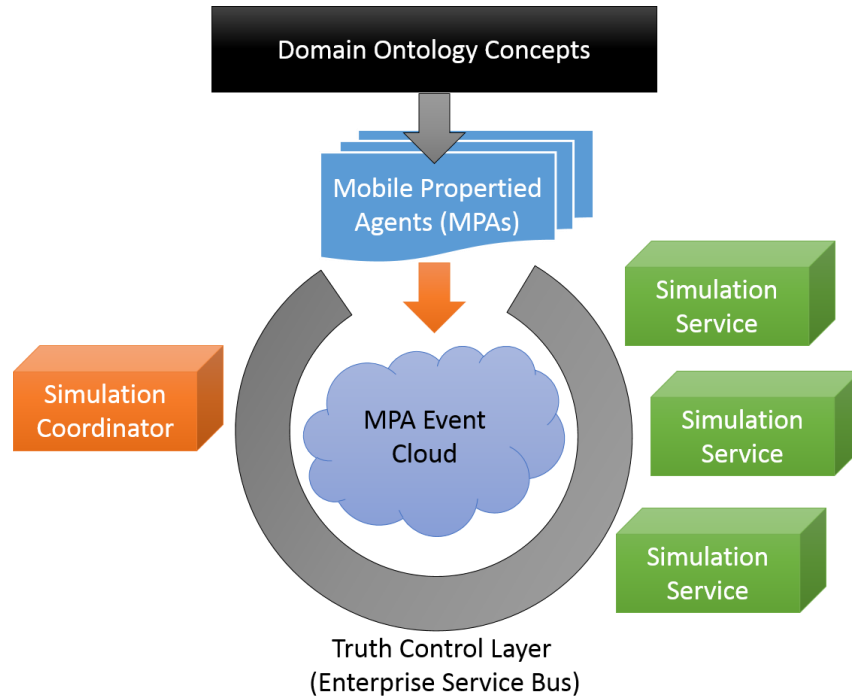 Domain Ontology Concepts
Mobile Propertied
Agents (MPAs)
Simulation
Service
Simulation
Coordinator
MPA Event
Cloud
Simulation
Service
Simulation
Service
Truth Control Layer
(Enterprise Service Bus)